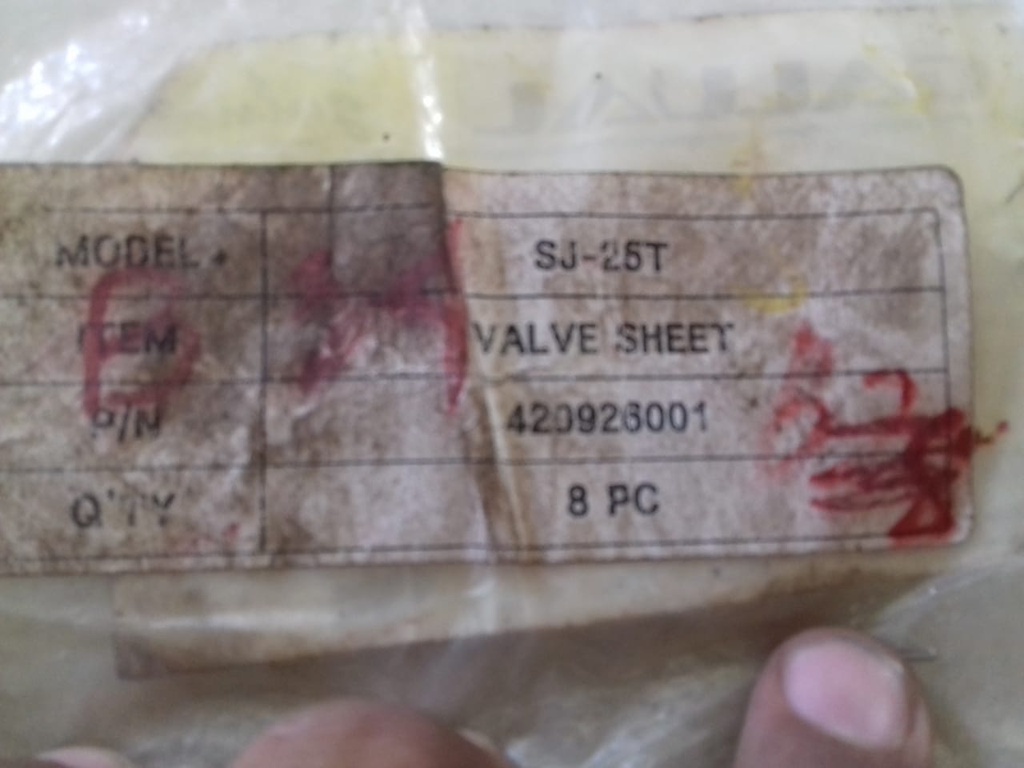 MODEL SJ-25T
ITEM VALVE SHEET
P/N 420926001
Q'TY 8 PC